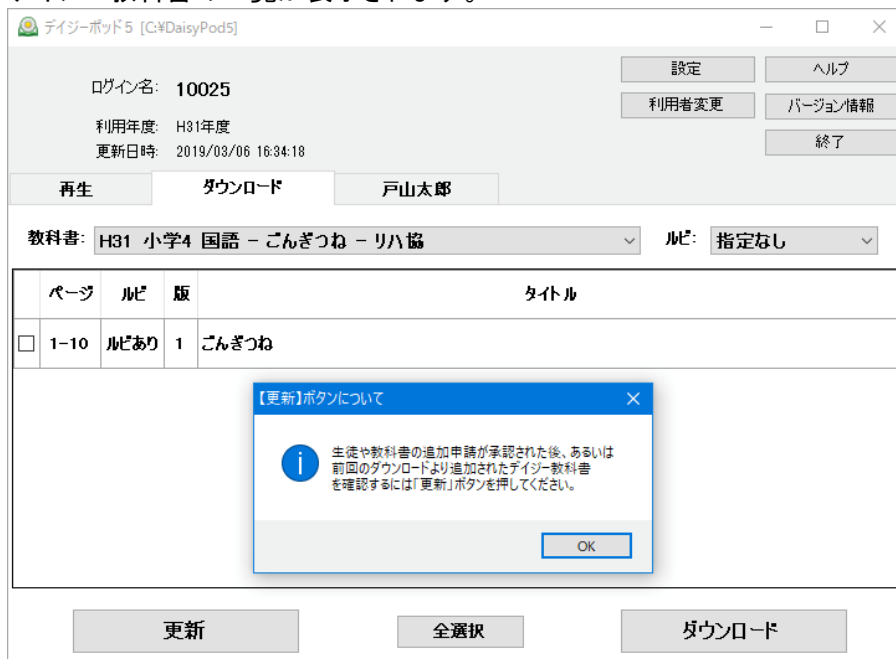 デイジーポッド5 [C:¥DaisyPod5]
設定
ヘルプ
ログイン名: 10025
利用者変更
バージョン情報
利用年度: H31年度
終了
更新日時: 2019/03/06 16:34:18
再生
ダウンロード
戸山太郎
教科書: H31 小学4 国語 − ごんぎつね − リハ協
ルビ: 指定なし
ページ ルビ 版 タイトル
1-10 ルビあり 1 ごんぎつね
【更新】ボタンについて
生徒や教科書の追加申請が承認された後、あるいは
前回のダウンロードより追加されたデイジー教科書
を確認するには「更新」ボタンを押してください。
OK
更新
全選択
ダウンロード